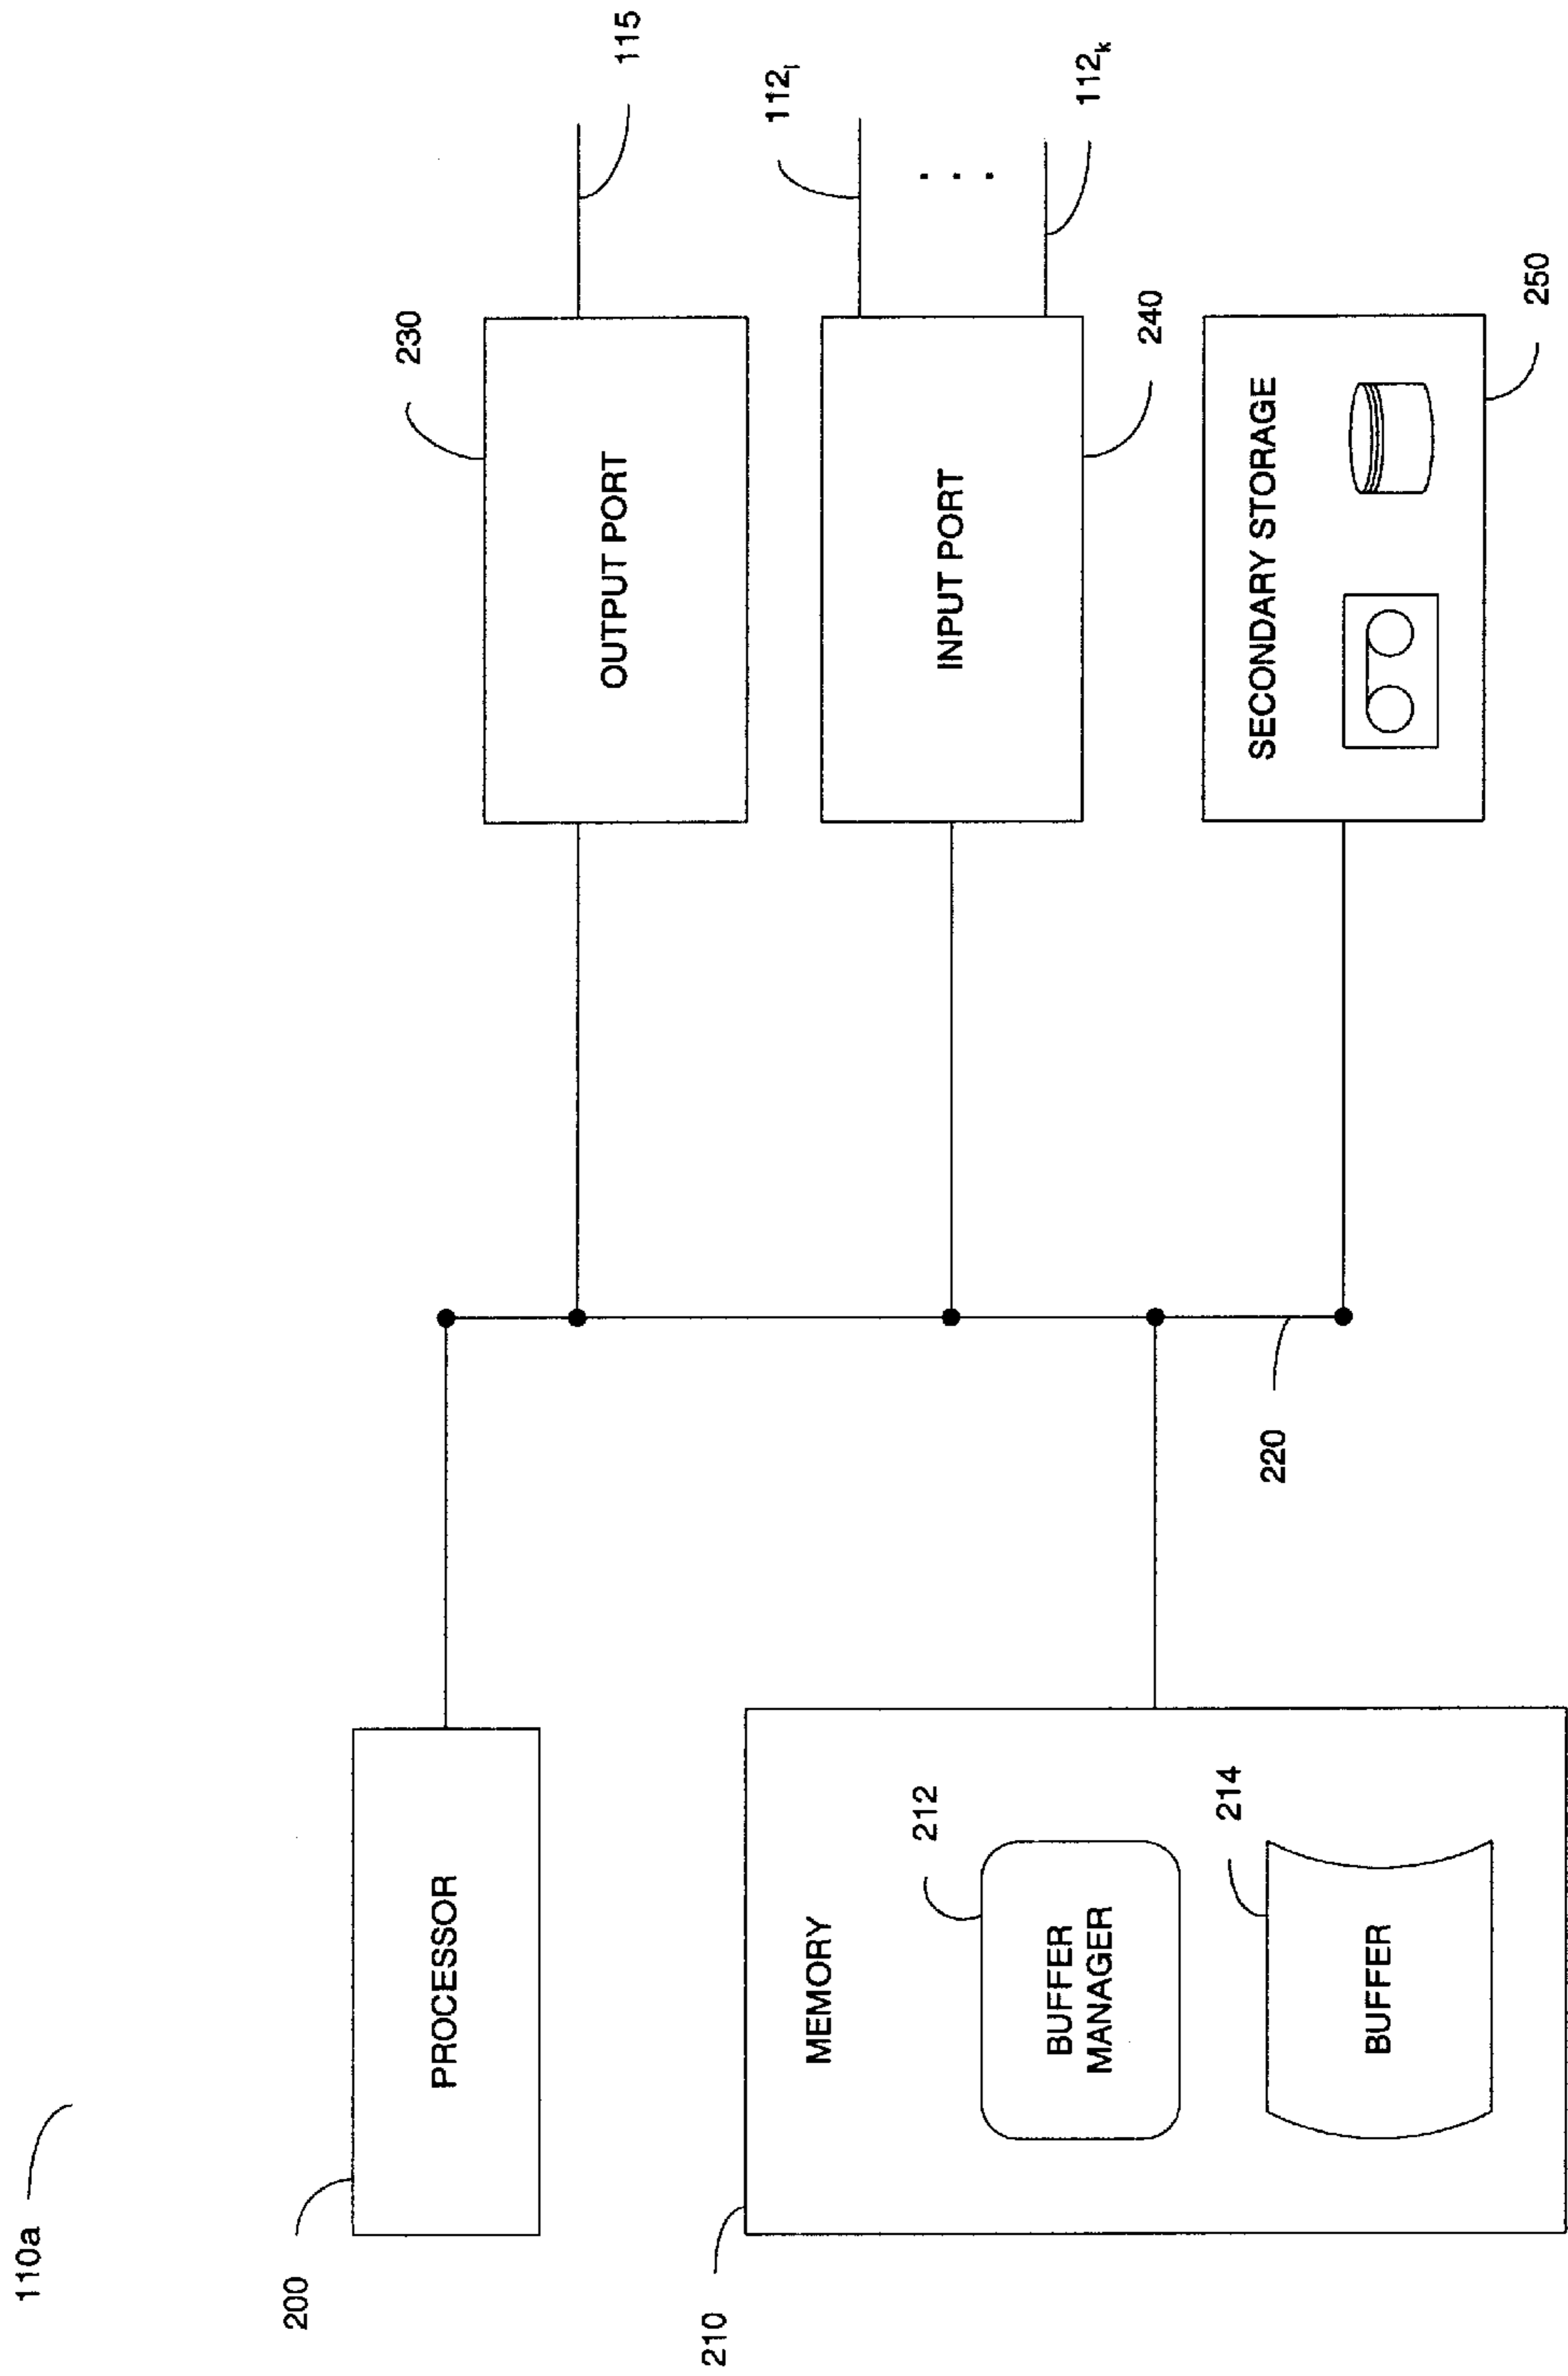 110a
200
PROCESSOR
210
MEMORY
212
BUFFER
MANAGER
214
BUFFER
220
230
OUTPUT PORT
115
INPUT PORT
240
112ⱼ
112ₖ
SECONDARY STORAGE
250